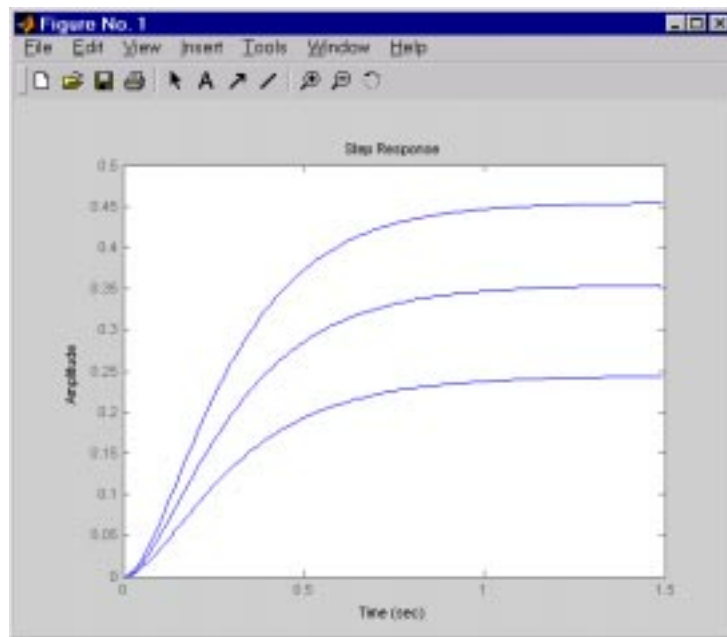 Figure No. 1
File Edit View Insert Tools Window Help
A
Step Response
0.5
0.45
0.4
0.35
0.3
0.25
0.2
0.15
0.1
0.05
0
Amplitude
0 0.5 1 1.5
Time (sec)